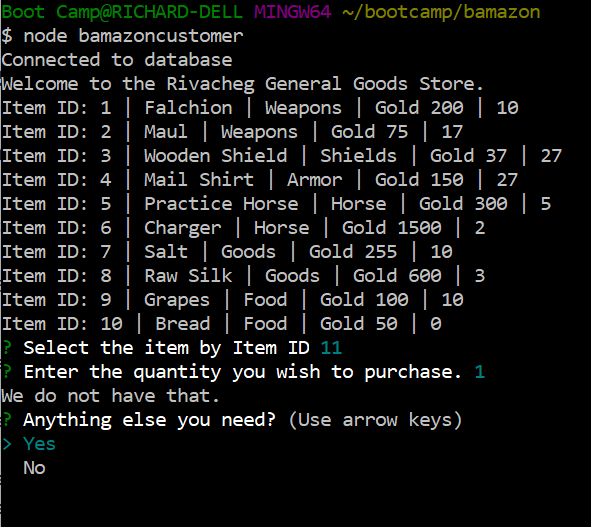 Boot Camp@RICHARD-DELL MINGW64 ~/bootcamp/bamazon
$ node bamazoncustomer
Connected to database
Welcome to the Rivacheg General Goods Store.
Item ID: 1 | Falchion | Weapons | Gold 200 | 10
Item ID: 2 | Maul | Weapons | Gold 75 | 17
Item ID: 3 | Wooden Shield | Shields | Gold 37 | 27
Item ID: 4 | Mail Shirt | Armor | Gold 150 | 27
Item ID: 5 | Practice Horse | Horse | Gold 300 | 5
Item ID: 6 | Charger | Horse | Gold 1500 | 2
Item ID: 7 | Salt | Goods | Gold 255 | 10
Item ID: 8 | Raw Silk | Goods | Gold 600 | 3
Item ID: 9 | Grapes | Food | Gold 100 | 10
Item ID: 10 | Bread | Food | Gold 50 | 0
? Select the item by Item ID 11
? Enter the quantity you wish to purchase. 1
We do not have that.
? Anything else you need? (Use arrow keys)
> Yes
  No